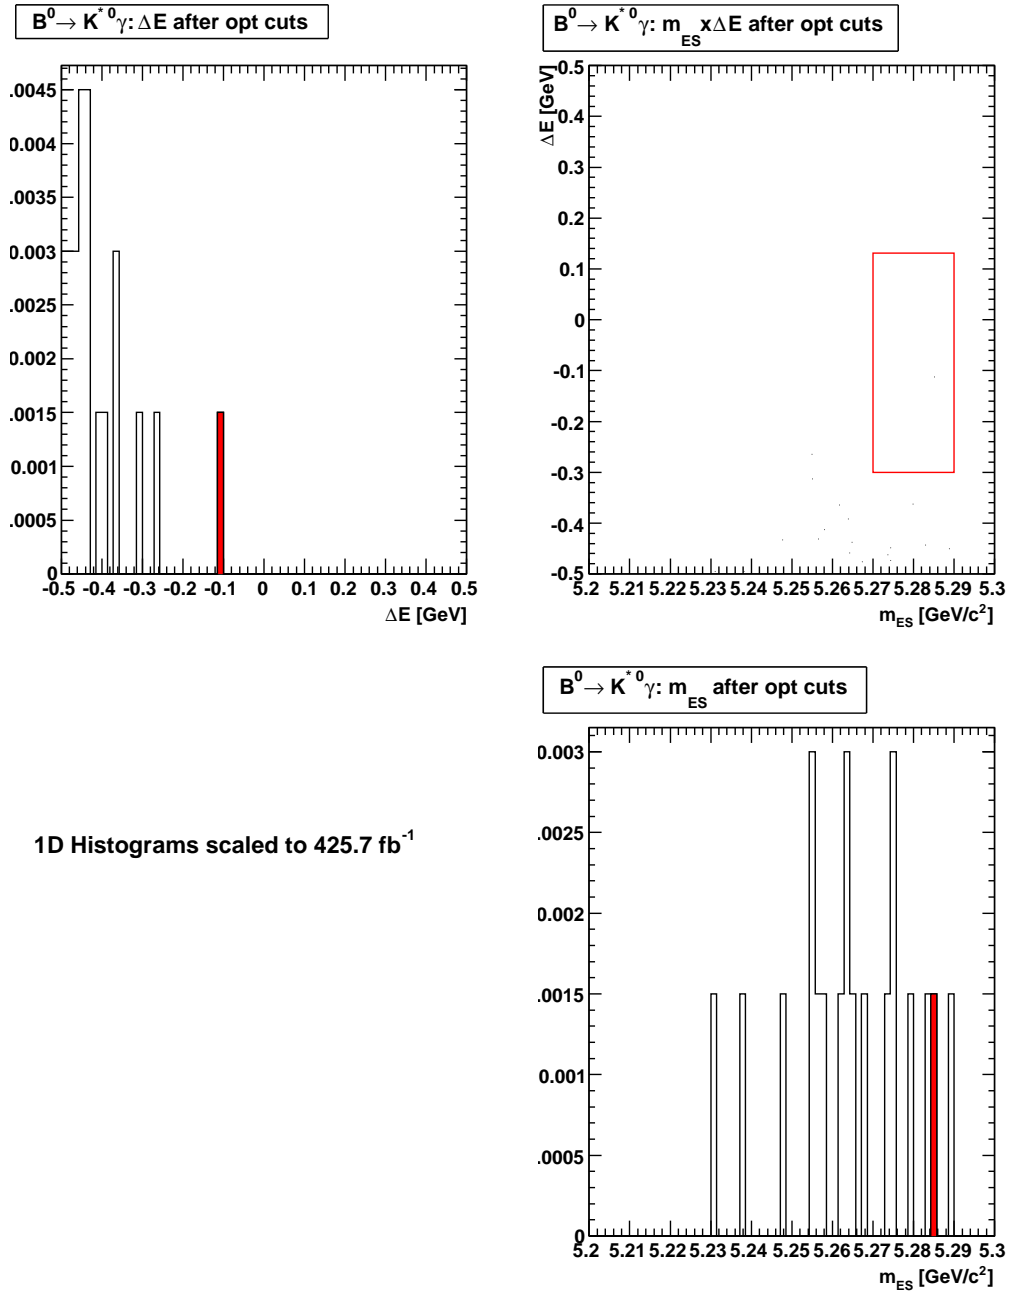 B⁰→ K*⁰γ: ΔE after opt cuts
.0045
0.004
.0035
0.003
.0025
0.002
.0015
0.001
.0005
0
-0.5 -0.4 -0.3 -0.2 -0.1 0 0.1 0.2 0.3 0.4 0.5
ΔE [GeV]
B⁰→ K*⁰γ: m_ES xΔE after opt cuts
ΔE [GeV]
0.5
0.4
0.3
0.2
0.1
0
-0.1
-0.2
-0.3
-0.4
-0.5
5.2 5.21 5.22 5.23 5.24 5.25 5.26 5.27 5.28 5.29 5.3
m_ES [GeV/c²]
1D Histograms scaled to 425.7 fb⁻¹
B⁰→ K*⁰γ: m_ES after opt cuts
0.003
.0025
0.002
.0015
0.001
.0005
0
5.2 5.21 5.22 5.23 5.24 5.25 5.26 5.27 5.28 5.29 5.3
m_ES [GeV/c²]